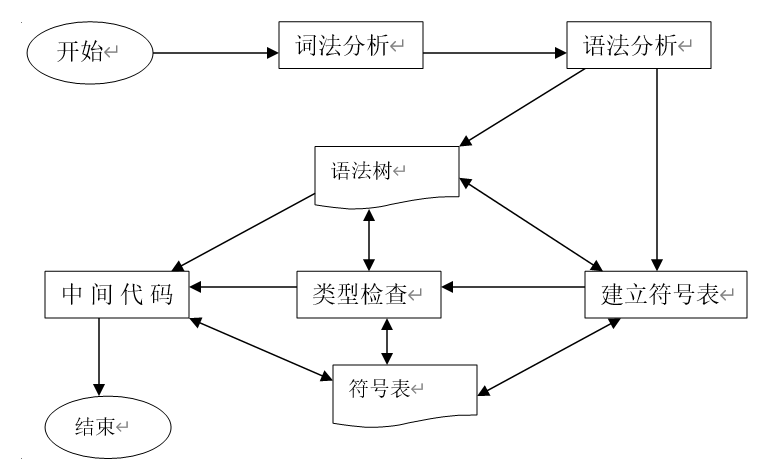 开始
词法分析
语法分析
语法树
中 间 代 码
类型检查
建立符号表
符号表
结束